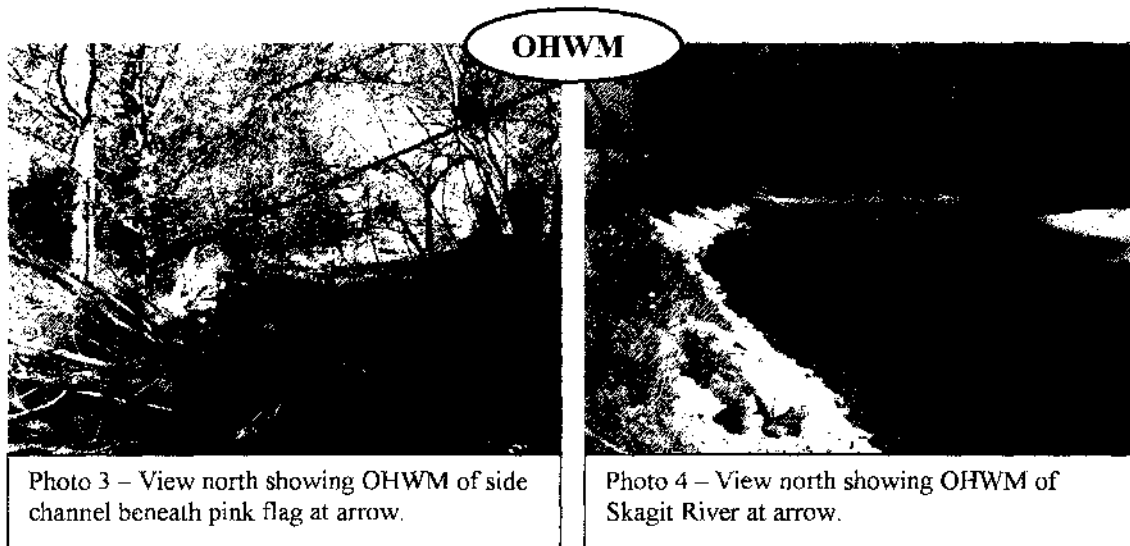 OHWM
Photo 3 – View north showing OHWM of side
channel beneath pink flag at arrow.
Photo 4 – View north showing OHWM of
Skagit River at arrow.